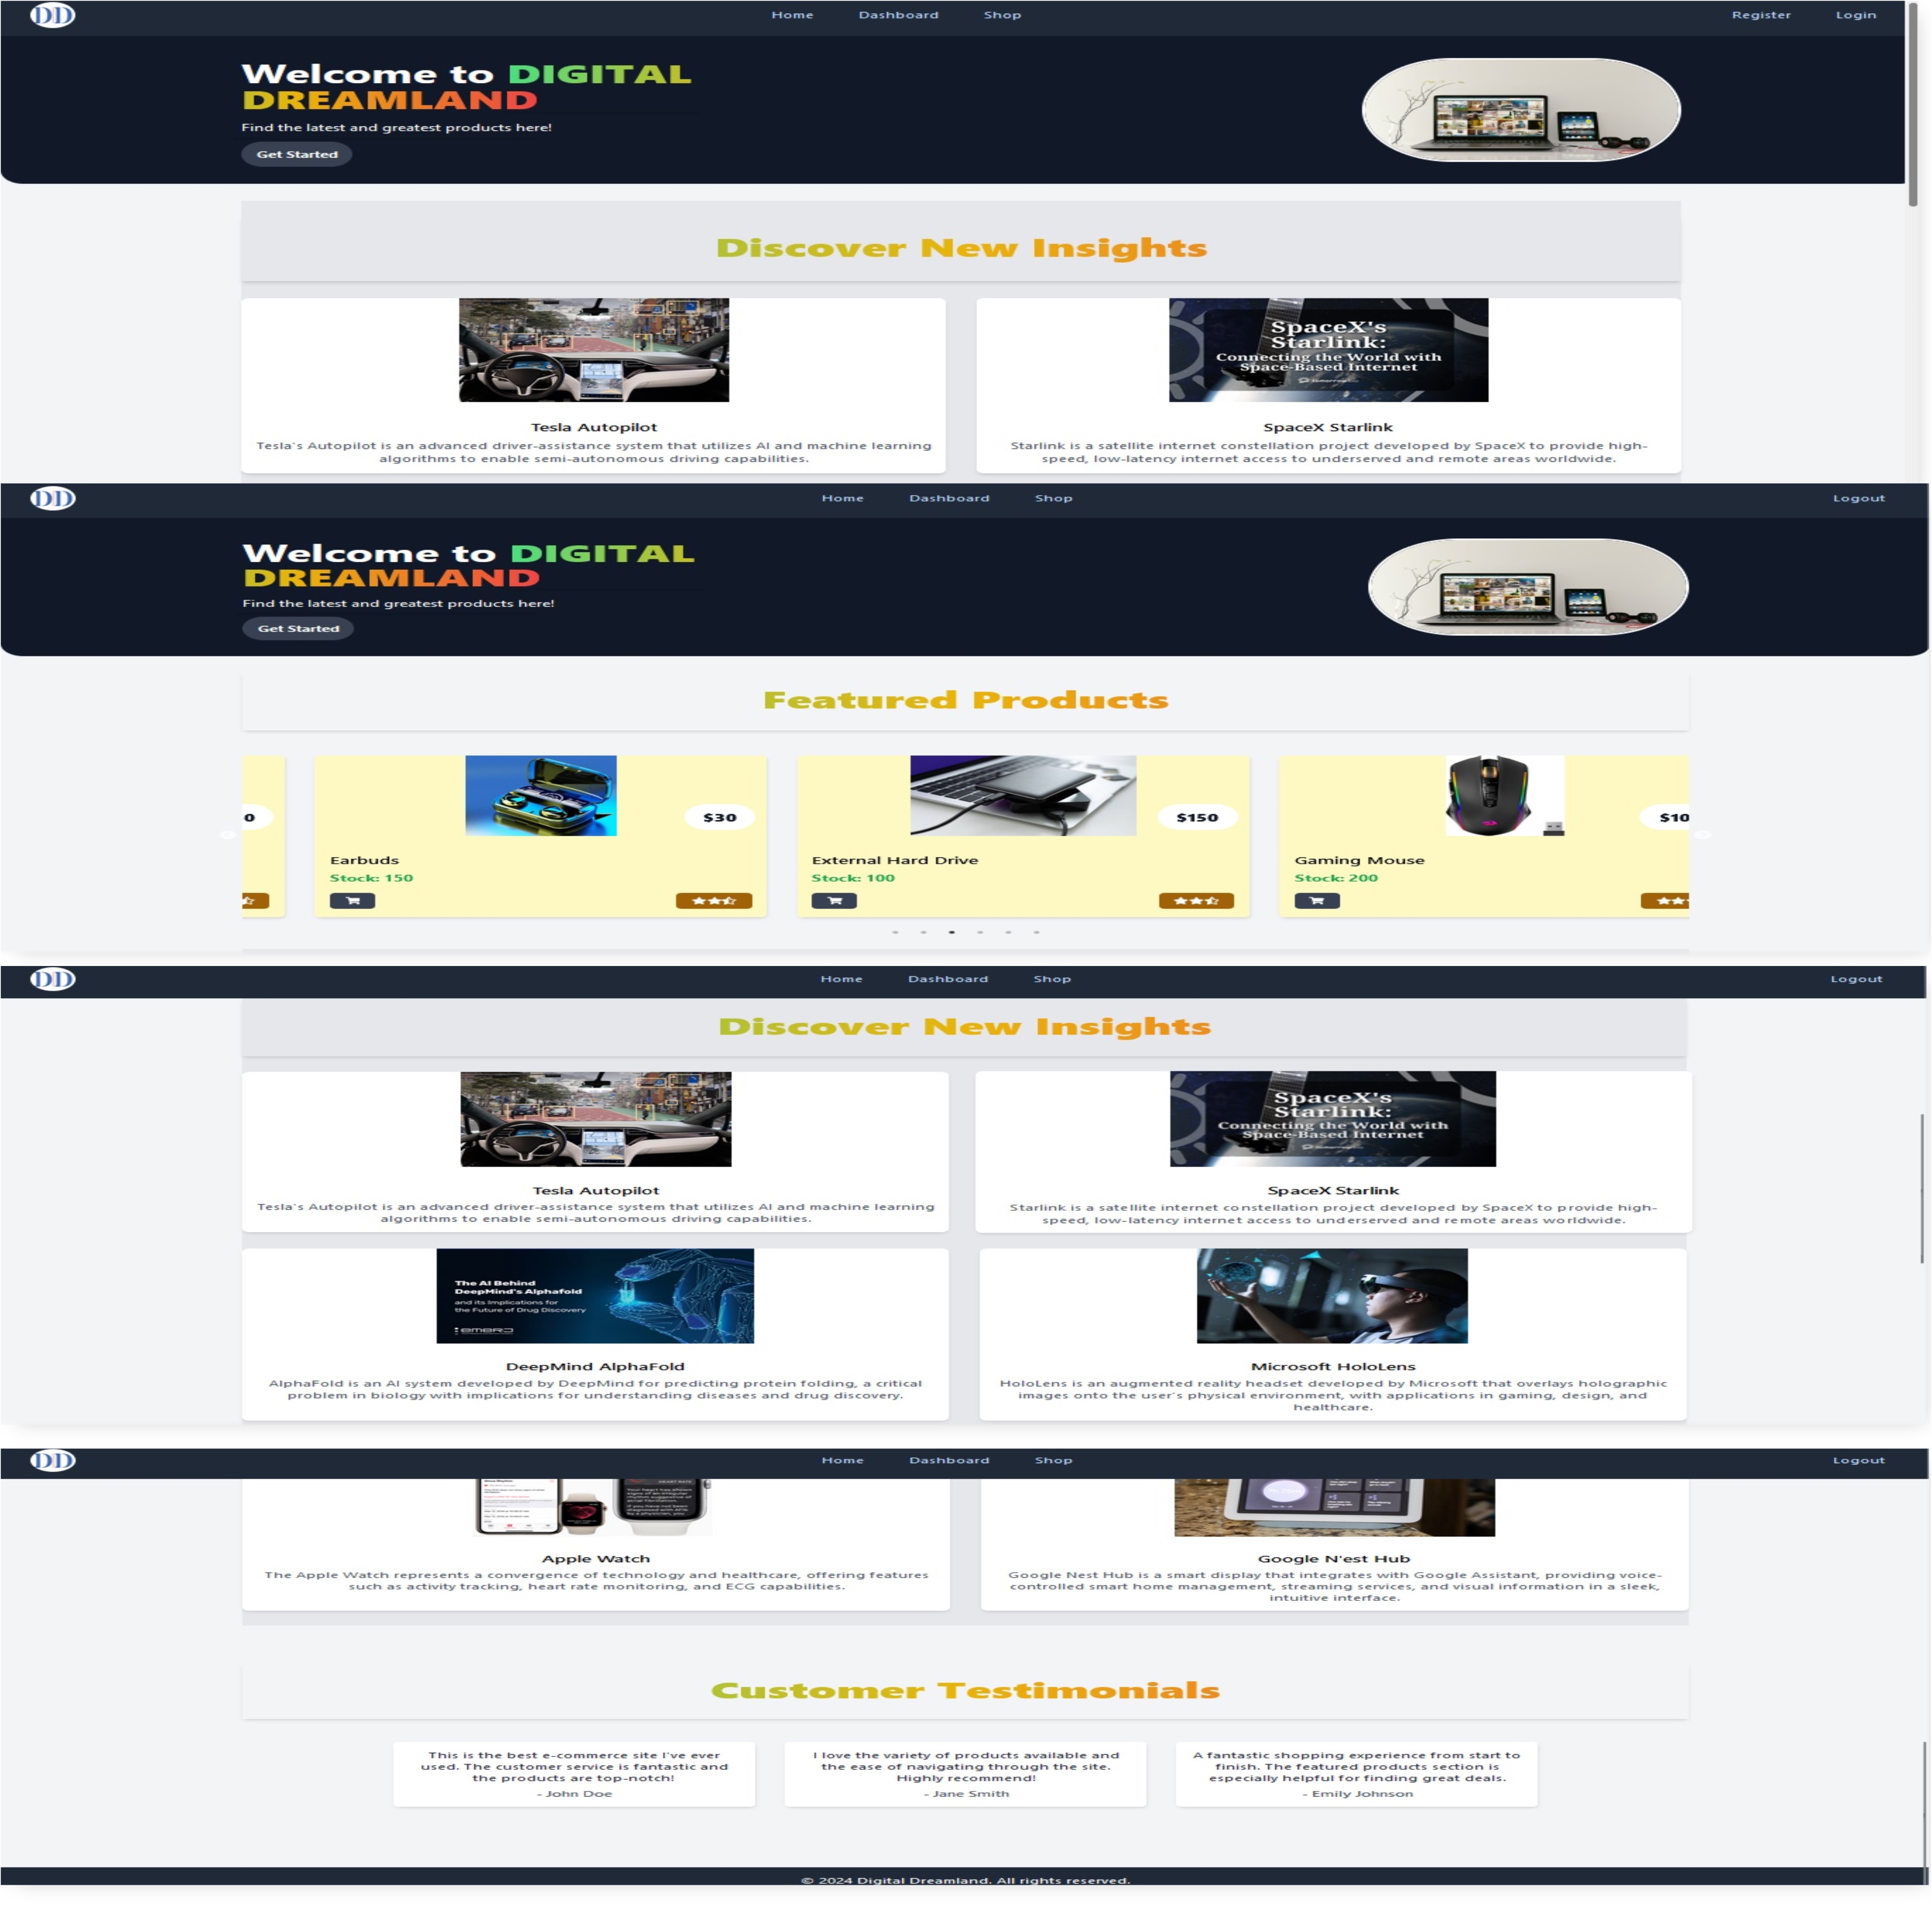 DD
Home Dashboard Shop Register Login
Welcome to DIGITAL
DREAMLAND
Find the latest and greatest products here!
Get Started
Discover New Insights
SpaceX's
Starlink:
Connecting the World with
Space-Based Internet
Tesla Autopilot
Tesla's Autopilot is an advanced driver-assistance system that utilizes AI and machine learning
algorithms to enable semi-autonomous driving capabilities.
SpaceX Starlink
Starlink is a satellite internet constellation project developed by SpaceX to provide high-
speed, low-latency internet access to underserved and remote areas worldwide.
DD
Home Dashboard Shop Logout
Welcome to DIGITAL
DREAMLAND
Find the latest and greatest products here!
Get Started
Featured Products
0
$30
Earbuds
Stock: 150
$150
External Hard Drive
Stock: 100
$10
Gaming Mouse
Stock: 200
DD
Home Dashboard Shop Logout
Discover New Insights
SpaceX's
Starlink:
Connecting the World with
Space-Based Internet
Tesla Autopilot
Tesla's Autopilot is an advanced driver-assistance system that utilizes AI and machine learning
algorithms to enable semi-autonomous driving capabilities.
SpaceX Starlink
Starlink is a satellite internet constellation project developed by SpaceX to provide high-
speed, low-latency internet access to underserved and remote areas worldwide.
The AI Behind
DeepMind's Alphafold
and its Implications for
the Future of Drug Discovery
DeepMind AlphaFold
AlphaFold is an AI system developed by DeepMind for predicting protein folding, a critical
problem in biology with implications for understanding diseases and drug discovery.
Microsoft HoloLens
HoloLens is an augmented reality headset developed by Microsoft that overlays holographic
images onto the user's physical environment, with applications in gaming, design, and
healthcare.
DD
Home Dashboard Shop Logout
Apple Watch
The Apple Watch represents a convergence of technology and healthcare, offering features
such as activity tracking, heart rate monitoring, and ECG capabilities.
Google N'est Hub
Google Nest Hub is a smart display that integrates with Google Assistant, providing voice-
controlled smart home management, streaming services, and visual information in a sleek,
intuitive interface.
Customer Testimonials
This is the best e-commerce site I've ever
used. The customer service is fantastic and
the products are top-notch!
- John Doe
I love the variety of products available and
the ease of navigating through the site.
Highly recommend!
- Jane Smith
A fantastic shopping experience from start to
finish. The featured products section is
especially helpful for finding great deals.
- Emily Johnson
© 2024 Digital Dreamland. All rights reserved.